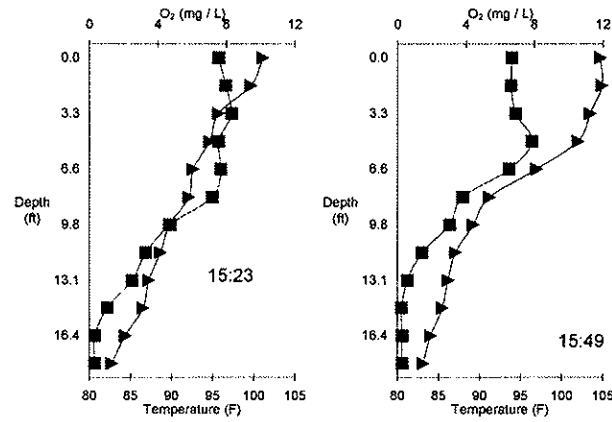 O₂ (mg / L)
0 4 8 12
0.0
3.3
6.6
Depth
(ft)
9.8
13.1
16.4
15:23
80 85 90 95 100 105
Temperature (F)
O₂ (mg / L)
0 4 8 12
0.0
3.3
6.6
Depth
(ft)
9.8
13.1
16.4
15:49
80 85 90 95 100 105
Temperature (F)